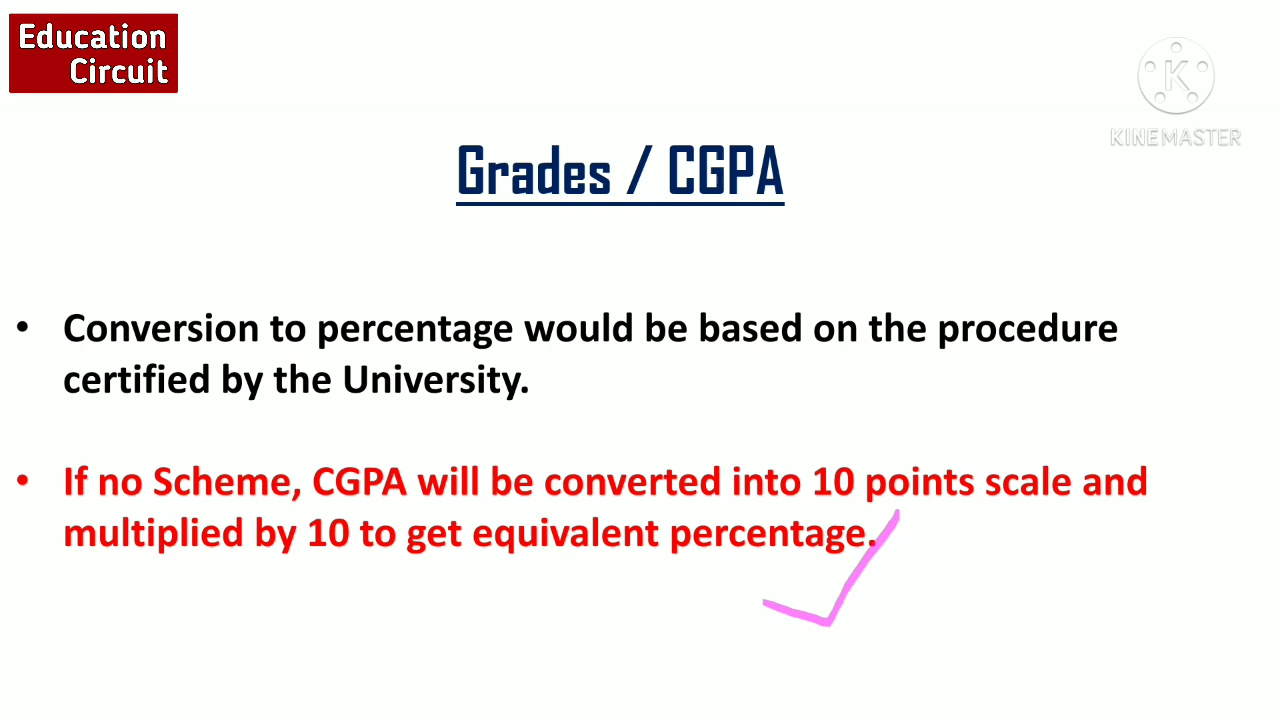 Education
Circuit
K
KINEMASTER
Grades / CGPA
• Conversion to percentage would be based on the procedure
certified by the University.
• If no Scheme, CGPA will be converted into 10 points scale and
multiplied by 10 to get equivalent percentage.